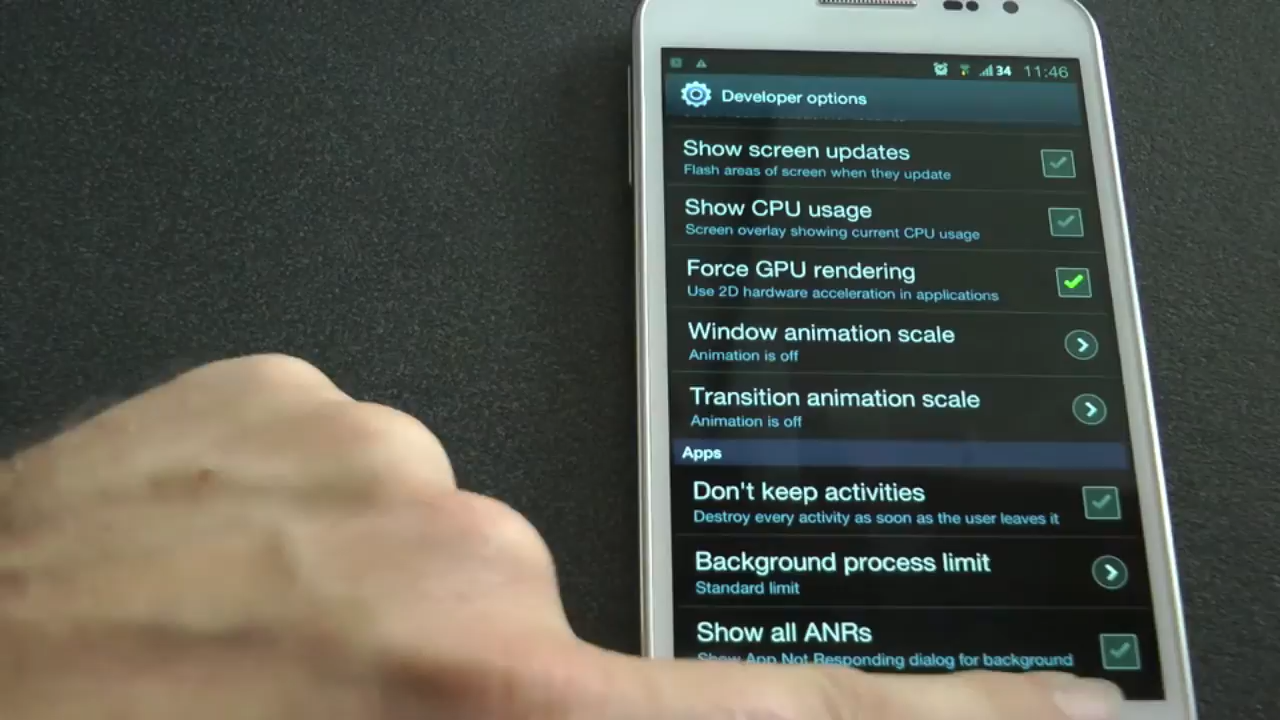 34 11:46
Developer options
Show screen updates
Flash areas of screen when they update
Show CPU usage
Screen overlay showing current CPU usage
Force GPU rendering
Use 2D hardware acceleration in applications
Window animation scale
Animation is off
Transition animation scale
Animation is off
Apps
Don't keep activities
Destroy every activity as soon as the user leaves it
Background process limit
Standard limit
Show all ANRs
Show App Not Responding dialog for background